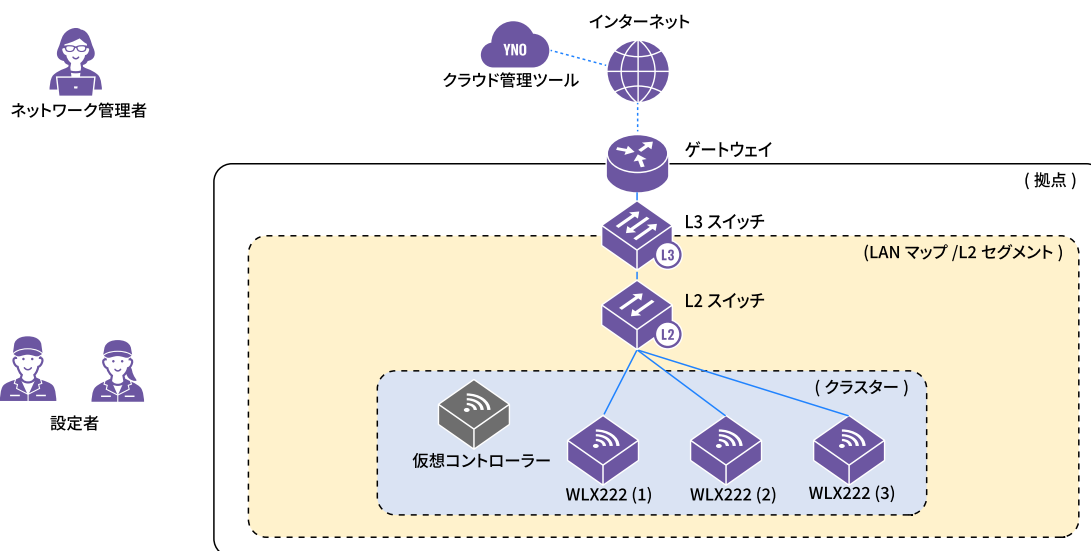 インターネット
YNO
クラウド管理ツール
ネットワーク管理者
ゲートウェイ
( 拠点 )
L3 スイッチ
L3
(LAN マップ /L2 セグメント )
L2 スイッチ
L2
設定者
( クラスター )
仮想コントローラー
WLX222 (1)
WLX222 (2)
WLX222 (3)